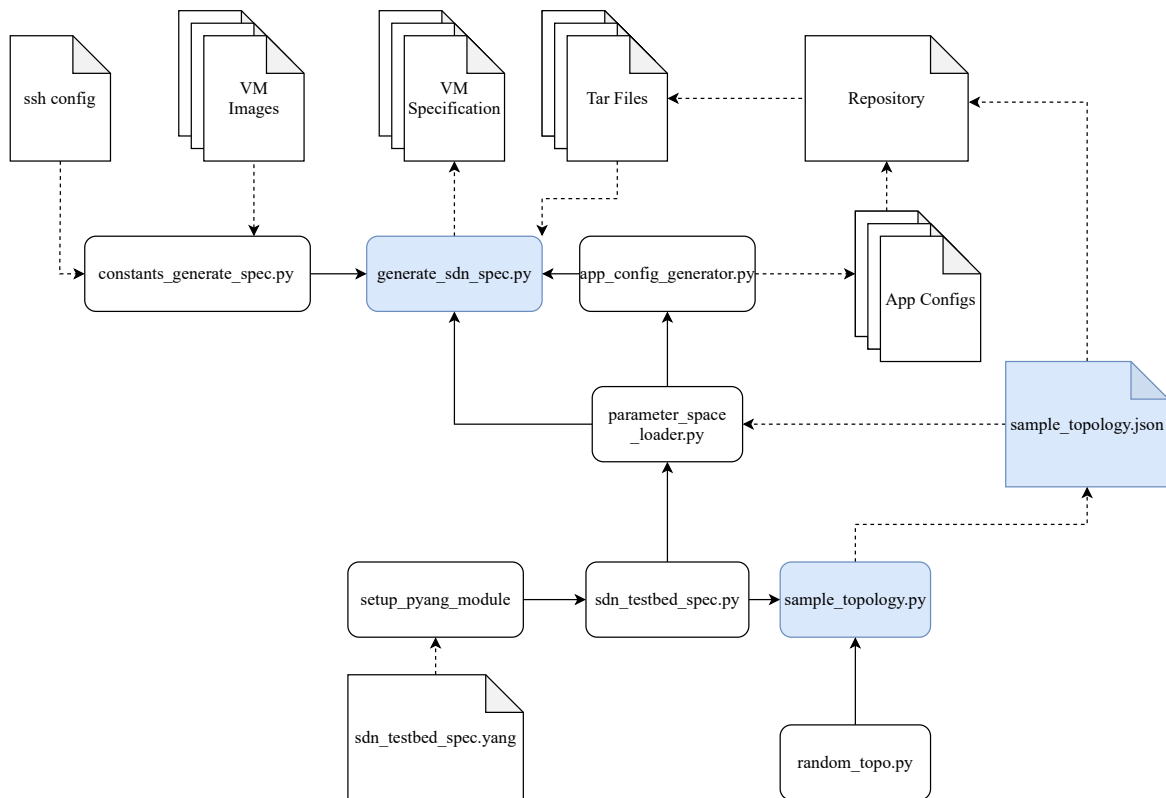 ssh config
VM
Images
VM
Specification
Tar Files
Repository
constants_generate_spec.py
generate_sdn_spec.py
app_config_generator.py
App Configs
parameter_space
_loader.py
sample_topology.json
setup_pyang_module
sdn_testbed_spec.py
sample_topology.py
sdn_testbed_spec.yang
random_topo.py